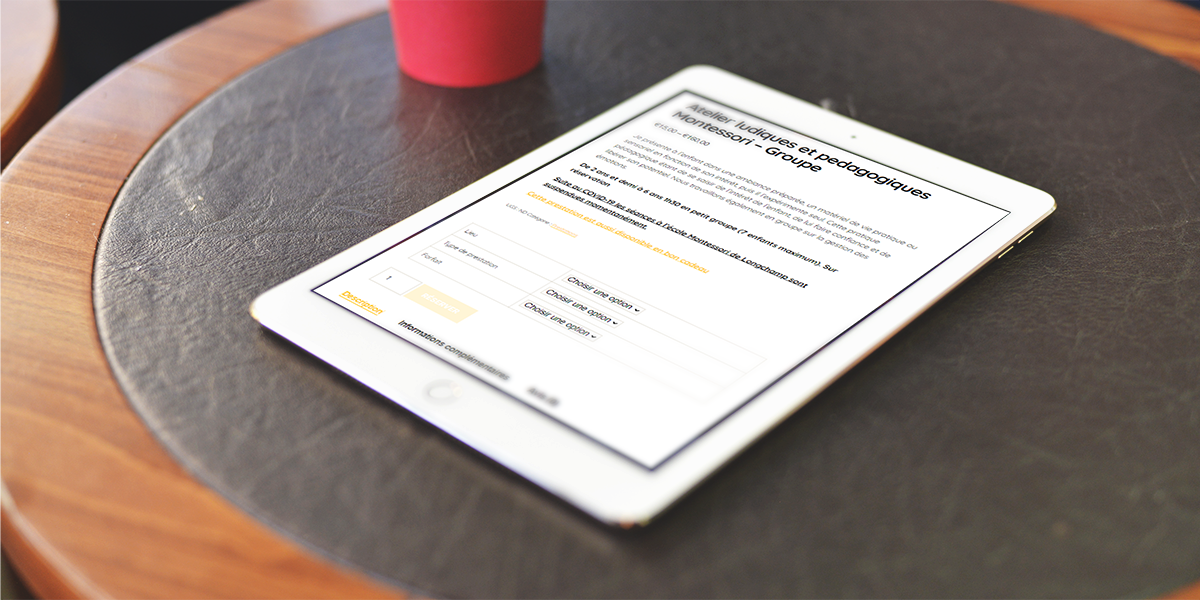 Atelier ludiques et pedagogiques
Montessori – Groupe
€15.00 – €160.00
Je présente à l'enfant dans une ambiance préparée, un matériel de vie pratique ou
sensoriel en fonction de son intérêt, puis il l'expérimente seul. Cette pratique
pédagogique étant de se saisir de l'intérêt de l'enfant, de lui faire confiance et de
libérer son potentiel. Nous travaillons également en groupe sur la gestion des
émotions.
De 2 ans et demi à 6 ans 1h30 en petit groupe (7 enfants maximum). Sur
réservation
Suite au COVID-19 les séances à l'école Montessori de Longchamp sont
suspendues momentanément.
Cette prestation est aussi disponible en bon cadeau
UGS : ND Catégorie :
Lieu
Choisir une option
Type de prestation
Choisir une option
Forfait
Choisir une option
1
Description
Informations complémentaires